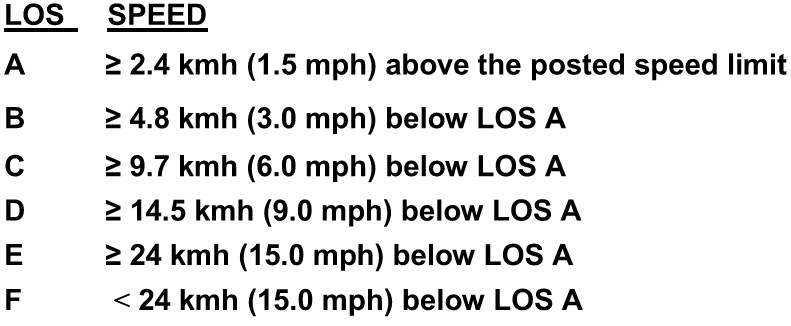 LOS SPEED
A ≥ 2.4 kmh (1.5 mph) above the posted speed limit
B ≥ 4.8 kmh (3.0 mph) below LOS A
C ≥ 9.7 kmh (6.0 mph) below LOS A
D ≥ 14.5 kmh (9.0 mph) below LOS A
E ≥ 24 kmh (15.0 mph) below LOS A
F < 24 kmh (15.0 mph) below LOS A